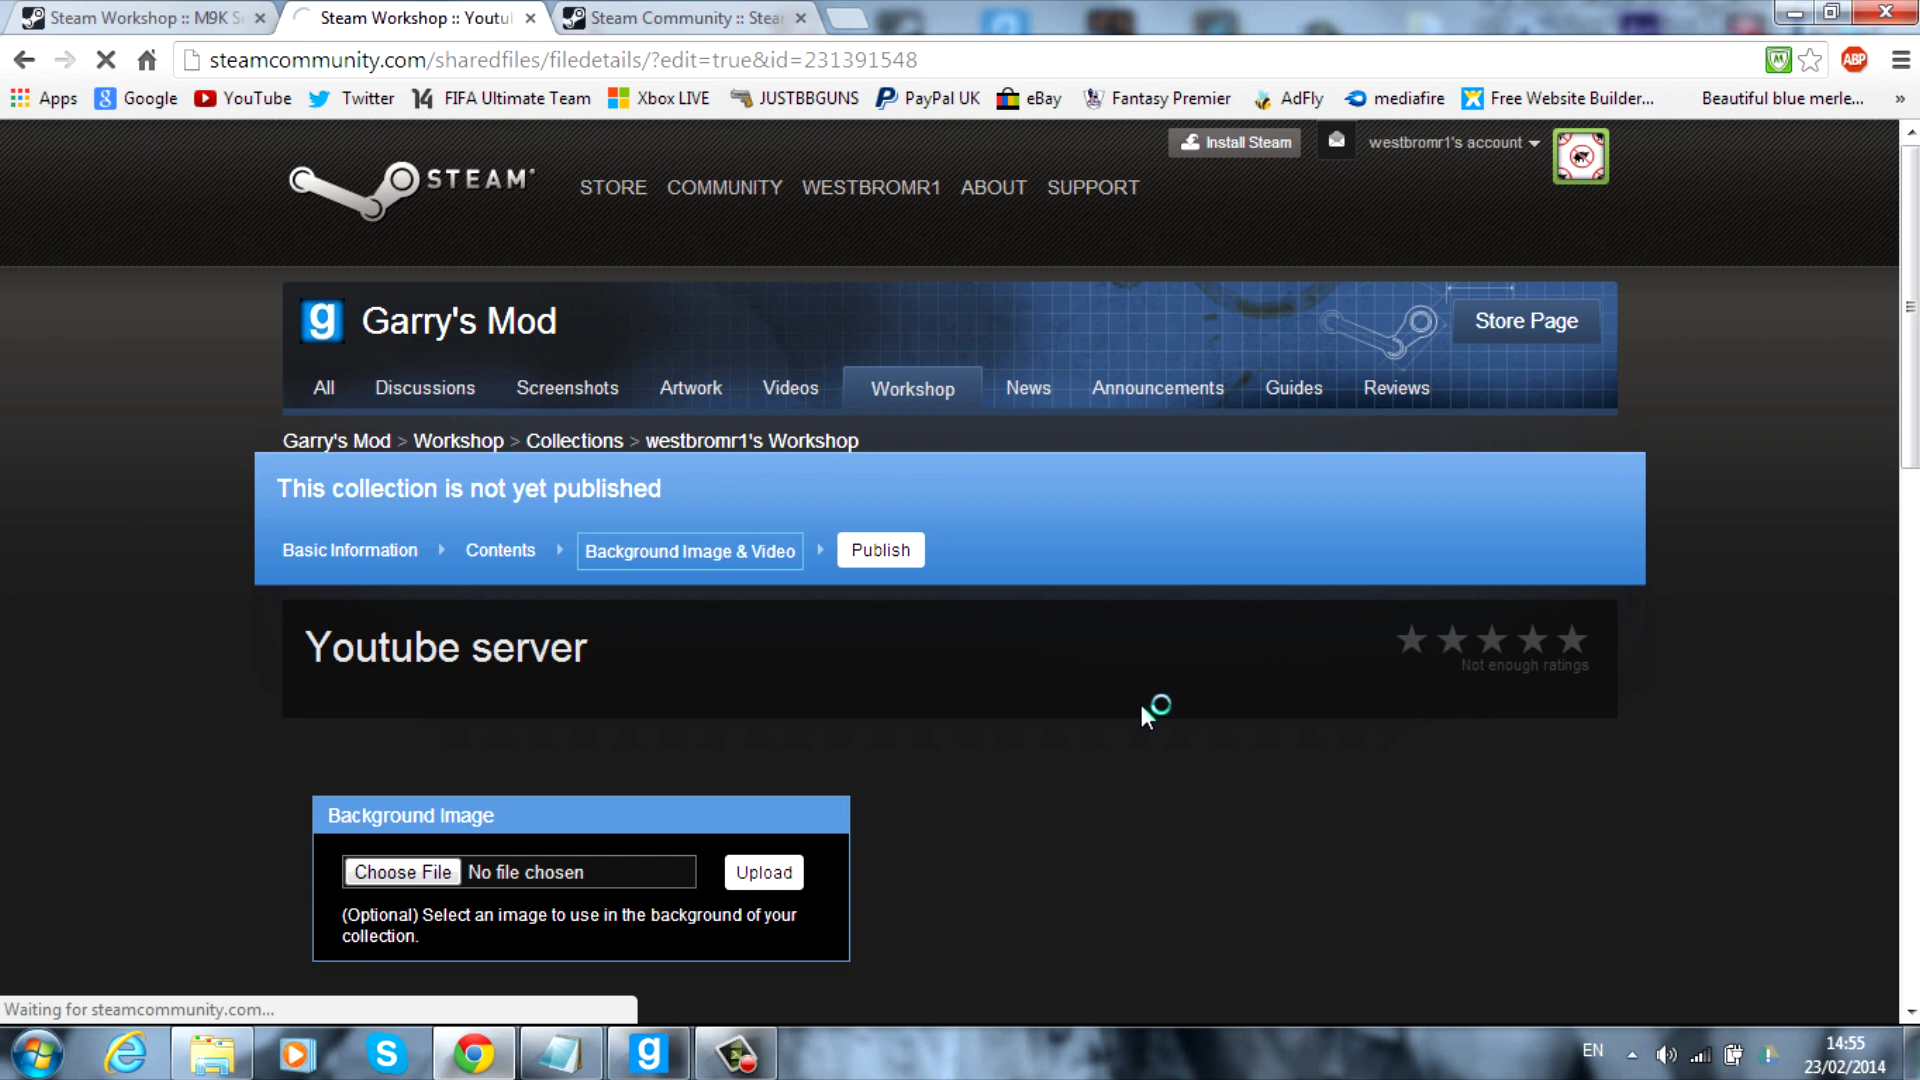 Steam Workshop :: M9K S
Steam Workshop :: Youtu
Steam Community :: Stea
steamcommunity.com/sharedfiles/filedetails/?edit=true&id=231391548
ABP
Apps Google YouTube Twitter 14 FIFA Ultimate Team Xbox LIVE JUSTBBGUNS PayPal UK eBay Fantasy Premier AdFly mediafire Free Website Builder... Beautiful blue merle... »
Install Steam westbromr1's account
STEAM STORE COMMUNITY WESTBROMR1 ABOUT SUPPORT
g Garry's Mod Store Page
All Discussions Screenshots Artwork Videos Workshop News Announcements Guides Reviews
Garry's Mod > Workshop > Collections > westbromr1's Workshop
This collection is not yet published
Basic Information Contents Background Image & Video Publish
Youtube server
Not enough ratings
Background Image
Choose File No file chosen Upload
(Optional) Select an image to use in the background of your
collection.
Waiting for steamcommunity.com...
EN 14:55
23/02/2014